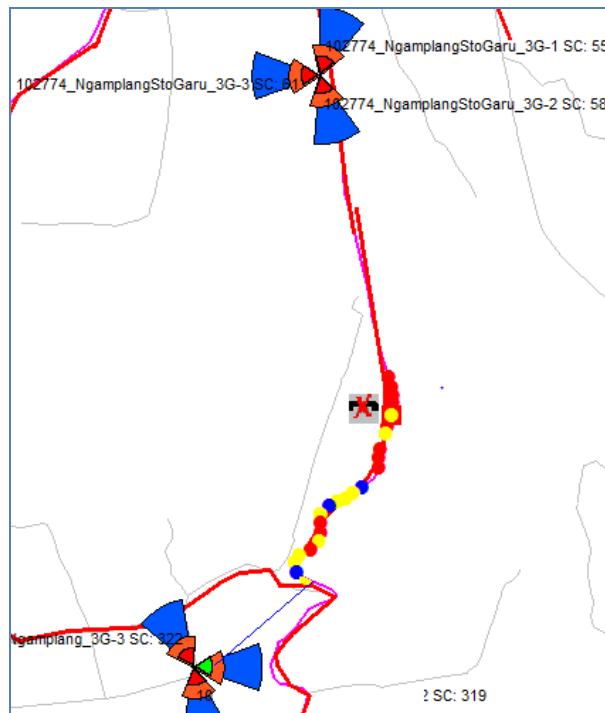 102774_NgamplangStoGaru_3G-1 SC: 55
102774_NgamplangStoGaru_3G-3 SC: 61
102774_NgamplangStoGaru_3G-2 SC: 58
gamplang_3G-3 SC: 322
2 SC: 319